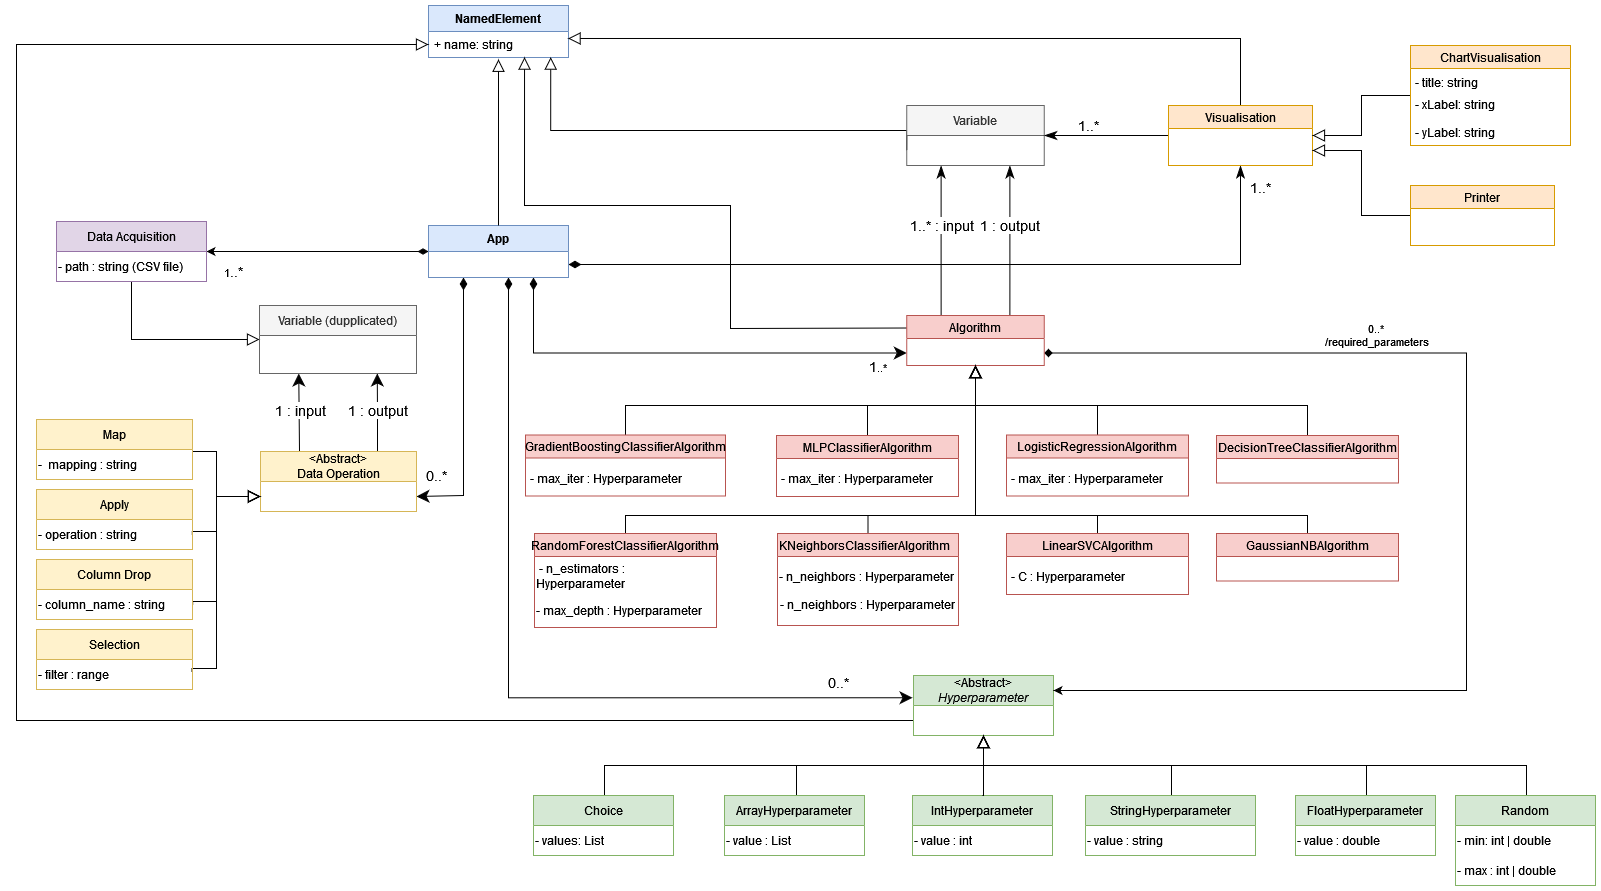 NamedElement
+ name: string
ChartVisualisation
- title: string
- xLabel: string
- yLabel: string
Variable
1..*
Visualisation
1..*
Printer
1..* : input
1 : output
Data Acquisition
- path : string (CSV file)
1..*
App
Variable (dupplicated)
Algorithm
1..*
0..*
/required_parameters
1 : input
1 : output
Map
- mapping : string
<Abstract>
Data Operation
0..*
Apply
- operation : string
Column Drop
- column_name : string
Selection
- filter : range
GradientBoostingClassifierAlgorithm
- max_iter : Hyperparameter
MLPClassifierAlgorithm
- max_iter : Hyperparameter
LogisticRegressionAlgorithm
- max_iter : Hyperparameter
DecisionTreeClassifierAlgorithm
RandomForestClassifierAlgorithm
- n_estimators :
Hyperparameter
- max_depth : Hyperparameter
KNeighborsClassifierAlgorithm
- n_neighbors : Hyperparameter
- n_neighbors : Hyperparameter
LinearSVCAlgorithm
- C : Hyperparameter
GaussianNBAlgorithm
0..*
<Abstract>
Hyperparameter
Choice
- values: List
ArrayHyperparameter
- value : List
IntHyperparameter
- value : int
StringHyperparameter
- value : string
FloatHyperparameter
- value : double
Random
- min: int | double
- max : int | double